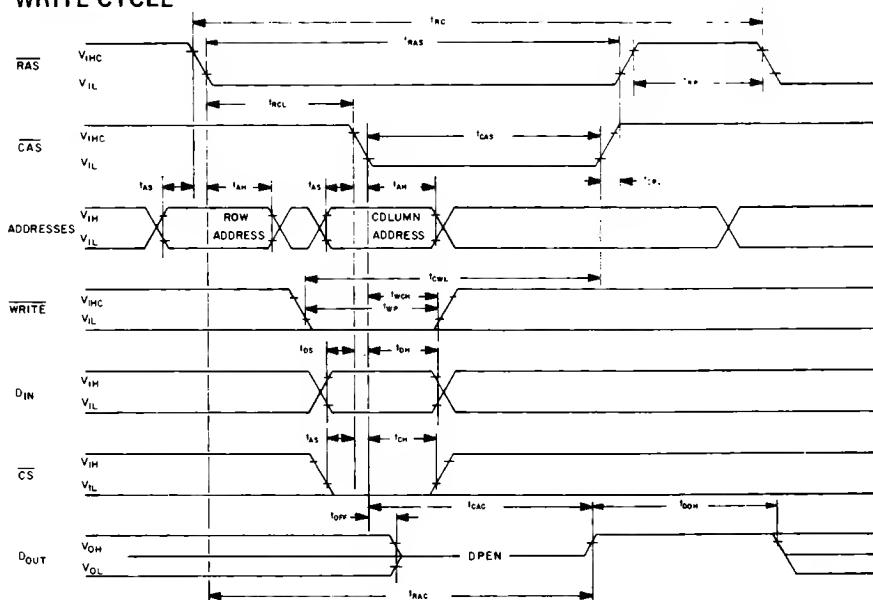 WRITE CYCLE
tRC
RAS
VIHC
VIL
tRAS
tRP
tRCL
CAS
VIHC
VIL
tCAS
tAS
tAH
tAS
tAH
ADDRESSES
VIH
VIL
ROW
ADDRESS
COLUMN
ADDRESS
tCWL
WRITE
VIHC
VIL
tWCH
tWP
tDS
tDH
DIN
VIH
VIL
tAS
tCH
CS
VIH
VIL
tCAC
tDOH
tOFF
DOUT
VOH
VOL
OPEN
tRAC